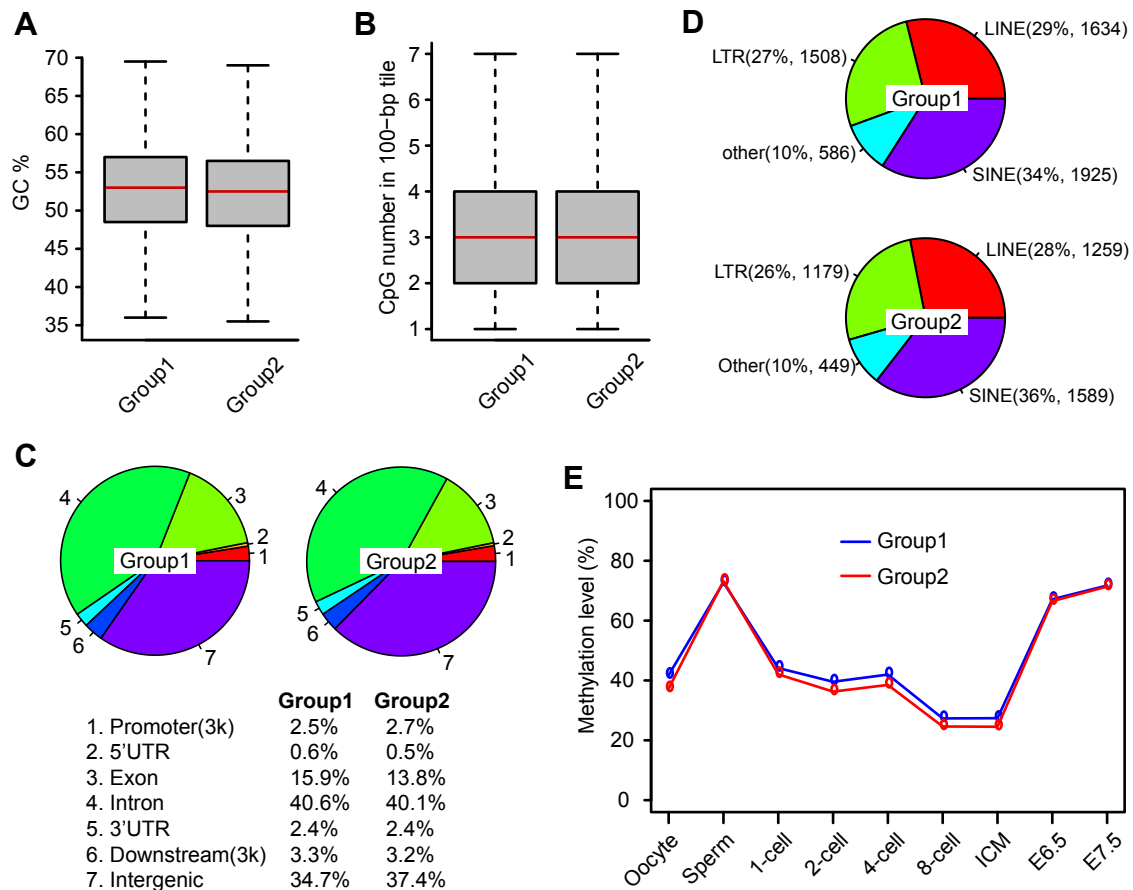 A
GC %
70
65
60
55
50
45
40
35
Group1
Group2
B
CpG number in 100−bp tile
7
6
5
4
3
2
1
Group1
Group2
D
LINE(29%, 1634)
LTR(27%, 1508)
Group1
other(10%, 586)
SINE(34%, 1925)
LINE(28%, 1259)
LTR(26%, 1179)
Group2
Other(10%, 449)
SINE(36%, 1589)
C
4
3
Group1
2
1
5
6
7
4
3
Group2
2
1
5
6
7
Group1 Group2
1. Promoter(3k) 2.5% 2.7%
2. 5’UTR 0.6% 0.5%
3. Exon 15.9% 13.8%
4. Intron 40.6% 40.1%
5. 3’UTR 2.4% 2.4%
6. Downstream(3k) 3.3% 3.2%
7. Intergenic 34.7% 37.4%
E
Methylation level (%)
100
80
60
40
20
0
Group1
Group2
Oocyte
Sperm
1-cell
2-cell
4-cell
8-cell
ICM
E6.5
E7.5